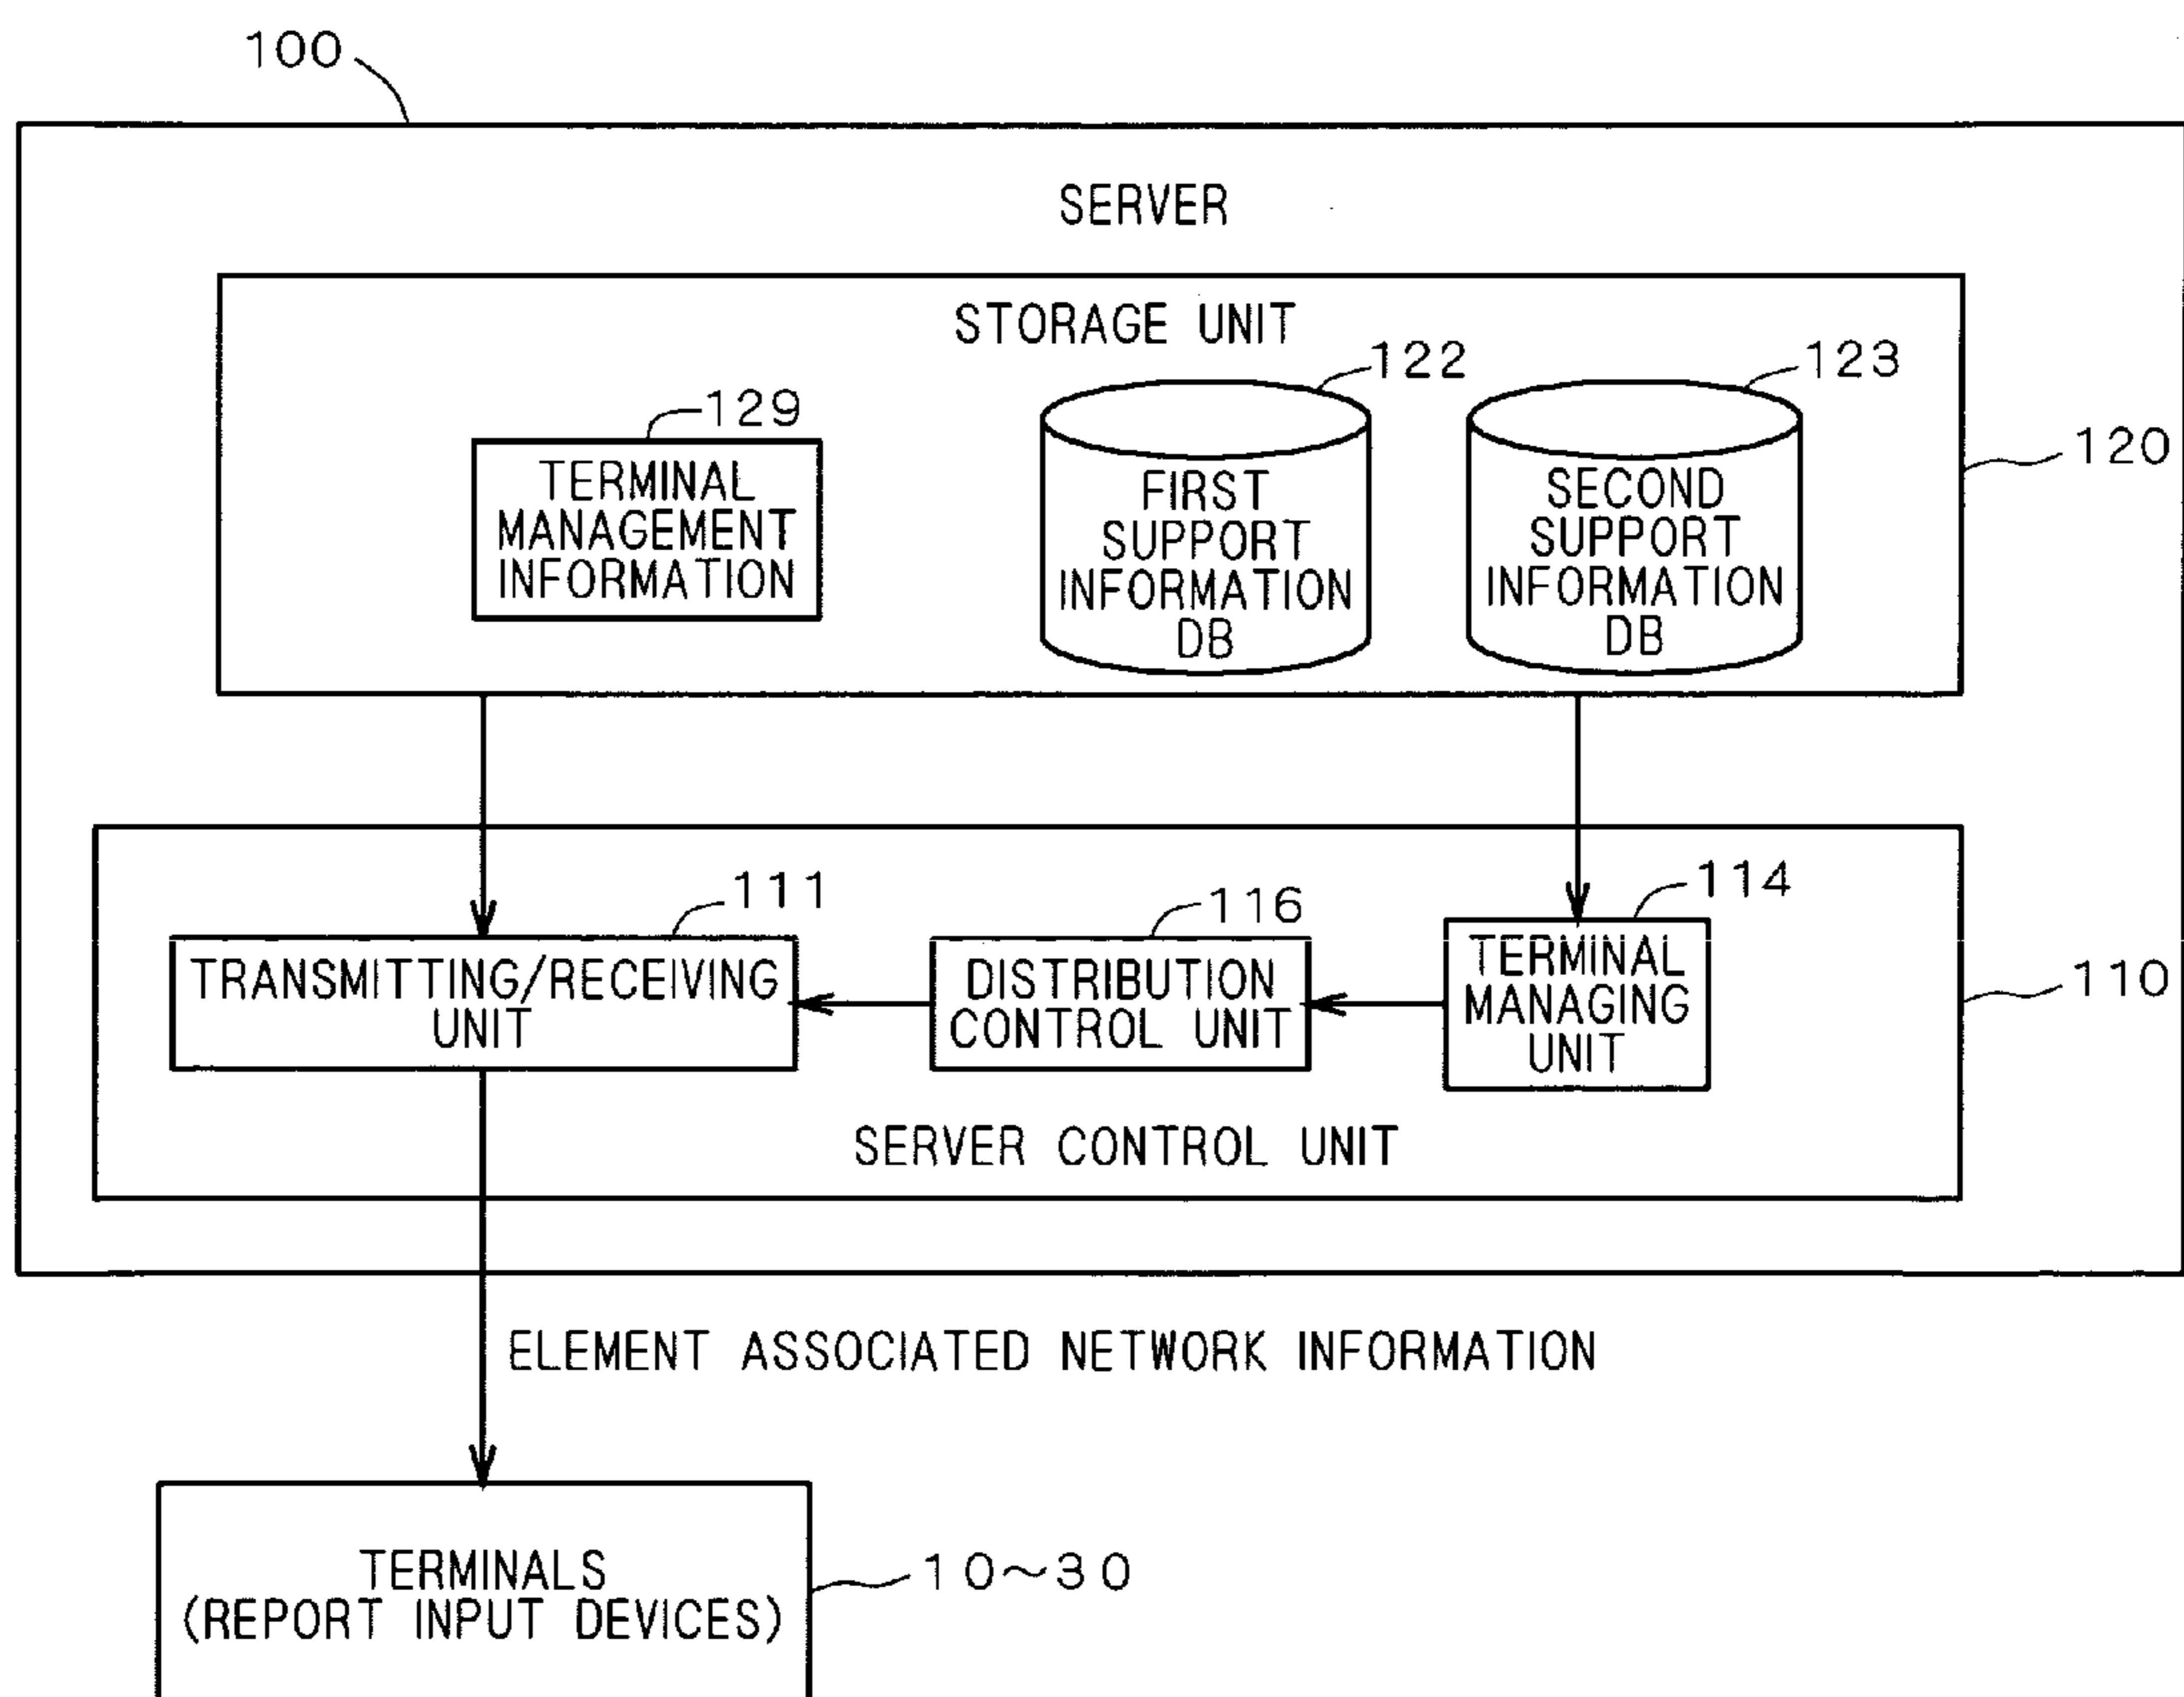 100
SERVER
STORAGE UNIT
122
123
129
120
TERMINAL
MANAGEMENT
INFORMATION
FIRST
SUPPORT
INFORMATION
DB
SECOND
SUPPORT
INFORMATION
DB
111
116
114
110
TRANSMITTING/RECEIVING
UNIT
DISTRIBUTION
CONTROL UNIT
TERMINAL
MANAGING
UNIT
SERVER CONTROL UNIT
ELEMENT ASSOCIATED NETWORK INFORMATION
TERMINALS
(REPORT INPUT DEVICES)
10~30